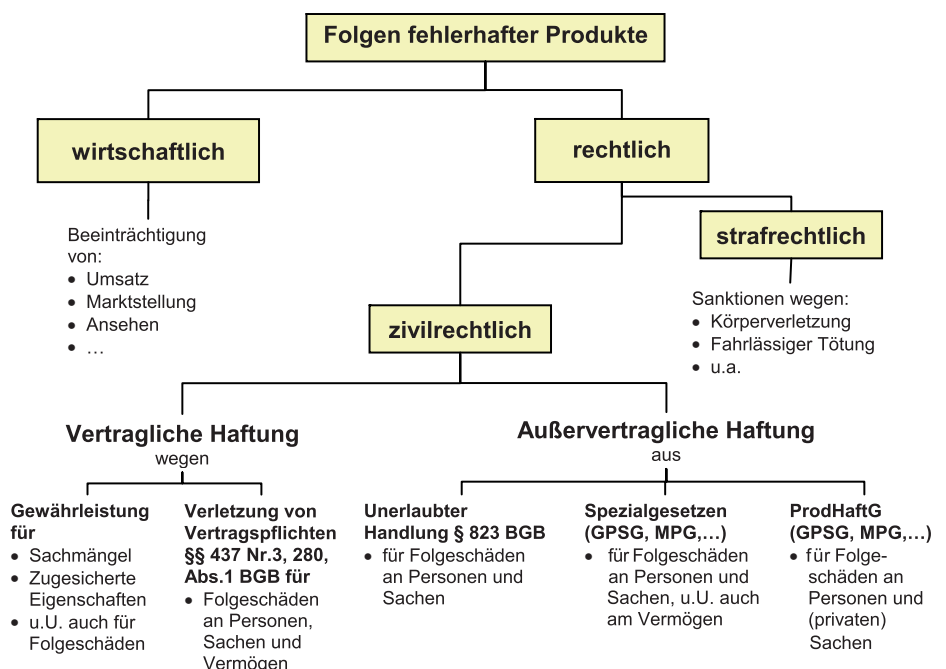 Folgen fehlerhafter Produkte
wirtschaftlich
rechtlich
Beeinträchtigung
von:
• Umsatz
• Marktstellung
• Ansehen
• …
strafrechtlich
Sanktionen wegen:
• Körperverletzung
• Fahrlässiger Tötung
• u.a.
zivilrechtlich
Vertragliche Haftung
wegen
Außervertragliche Haftung
aus
Gewährleistung
für
• Sachmängel
• Zugesicherte
Eigenschaften
• u.U. auch für
Folgeschäden
Verletzung von
Vertragspflichten
§§ 437 Nr.3, 280,
Abs.1 BGB für
• Folgeschäden
an Personen,
Sachen und
Vermögen
Unerlaubter
Handlung § 823 BGB
• für Folgeschäden
an Personen und
Sachen
Spezialgesetzen
(GPSG, MPG,…)
• für Folgeschäden
an Personen und
Sachen, u.U. auch
am Vermögen
ProdHaftG
(GPSG, MPG,…)
• für Folge-
schäden an
Personen und
(privaten)
Sachen